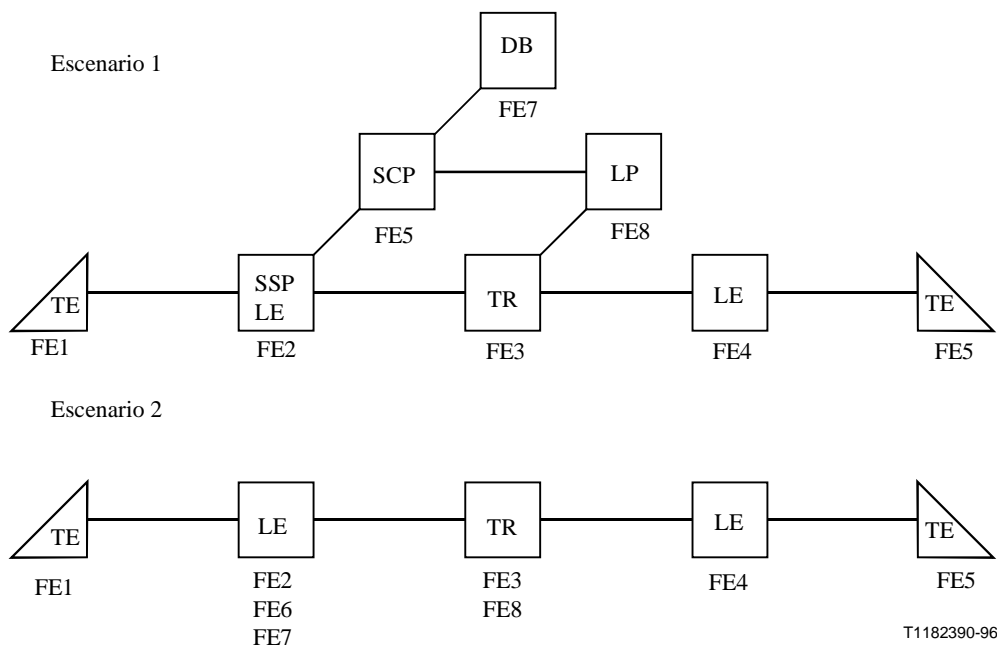 Escenario 1
DB
FE7
SCP
FE5
LP
FE8
TE
FE1
SSP
LE
FE2
TR
FE3
LE
FE4
TE
FE5
Escenario 2
TE
FE1
LE
FE2
FE6
FE7
TR
FE3
FE8
LE
FE4
TE
FE5
T1182390-96